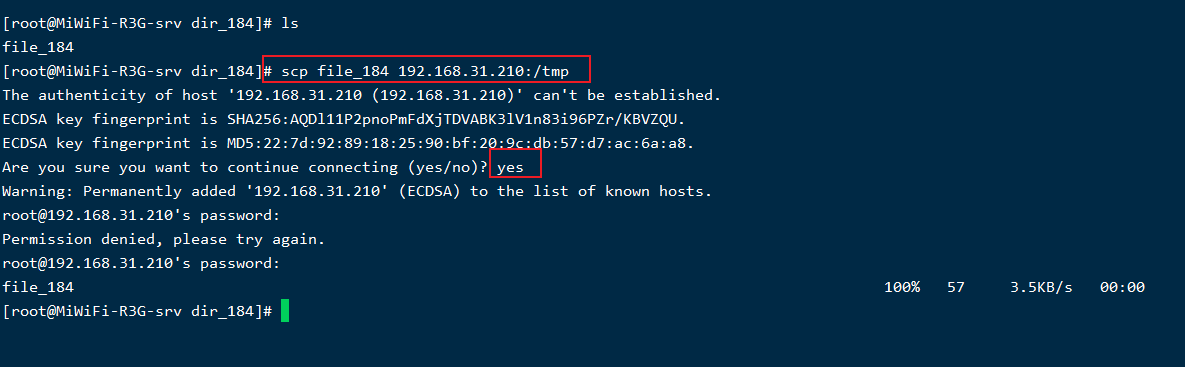 [root@MiWiFi-R3G-srv dir_184]# ls
file_184
[root@MiWiFi-R3G-srv dir_184]# scp file_184 192.168.31.210:/tmp
The authenticity of host '192.168.31.210 (192.168.31.210)' can't be established.
ECDSA key fingerprint is SHA256:AQDl11P2pnoPmFdXjTDVABK3lV1n83i96PZr/KBVZQU.
ECDSA key fingerprint is MD5:22:7d:92:89:18:25:90:bf:20:9c:db:57:d7:ac:6a:a8.
Are you sure you want to continue connecting (yes/no)? yes
Warning: Permanently added '192.168.31.210' (ECDSA) to the list of known hosts.
root@192.168.31.210's password:
Permission denied, please try again.
root@192.168.31.210's password:
file_184 100% 57 3.5KB/s 00:00
[root@MiWiFi-R3G-srv dir_184]#